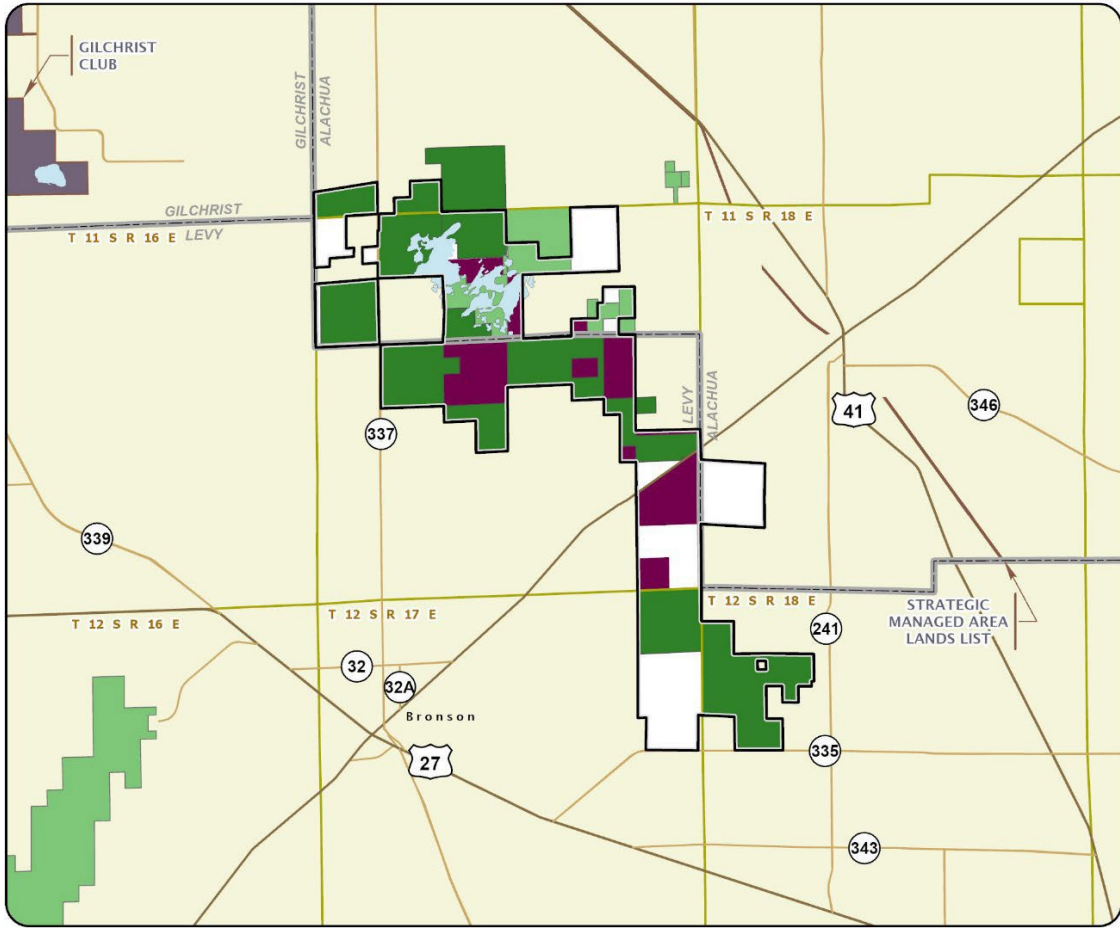 GILCHRIST
CLUB
GILCHRIST
ALACHUA
GILCHRIST
LEVY
T 11 S R 16 E
T 11 S R 18 E
LEVY
ALACHUA
41
346
337
339
T 12 S R 16 E
T 12 S R 17 E
T 12 S R 18 E
STRATEGIC
MANAGED AREA
LANDS LIST
241
32
32A
Bronson
27
335
343